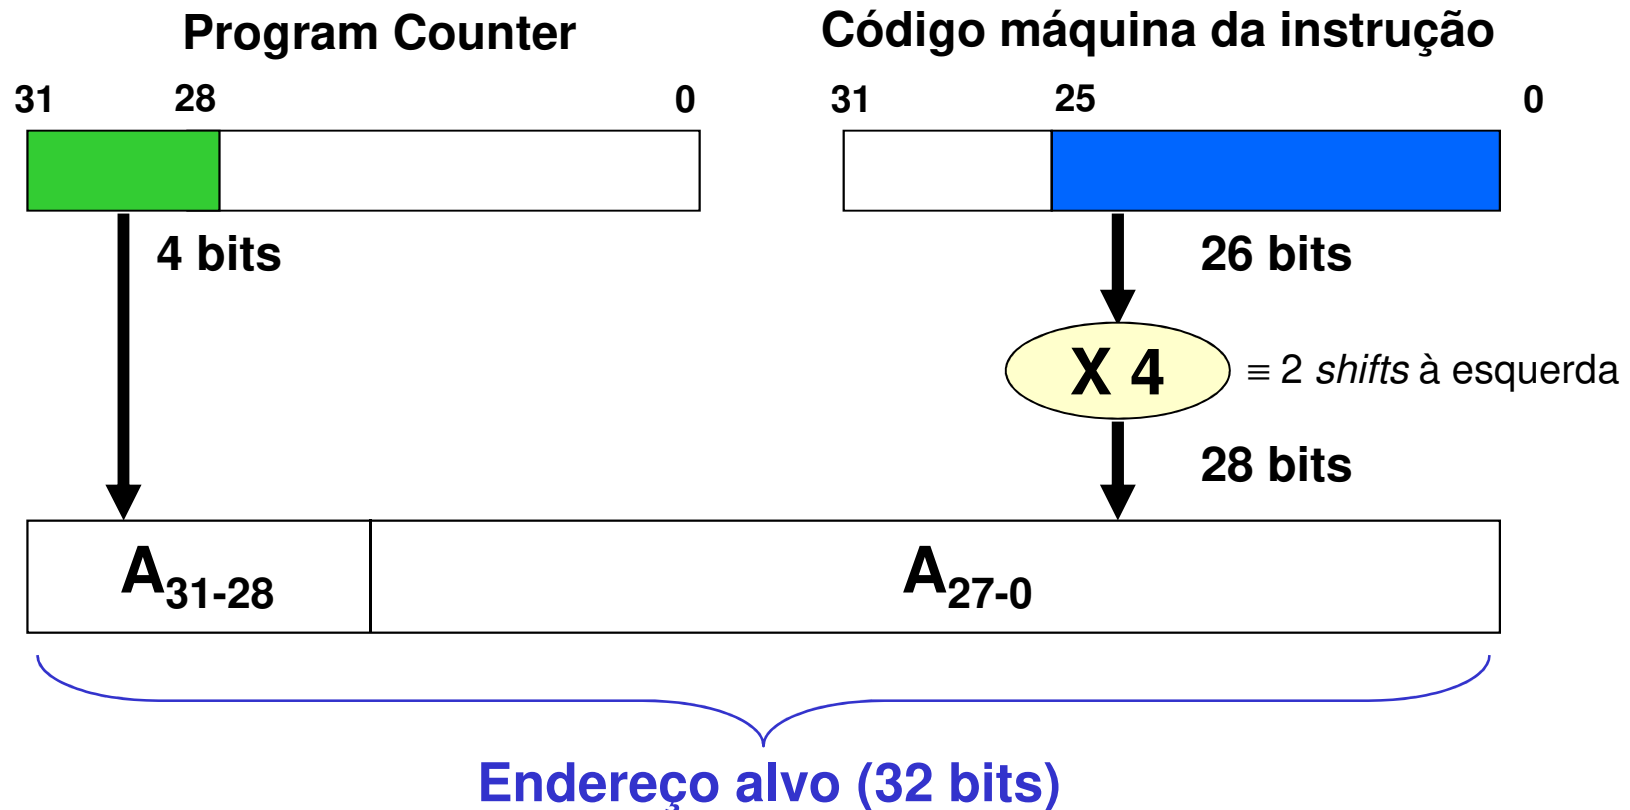 Program Counter
Código máquina da instrução
31 28 0
31 25 0
4 bits
26 bits
X 4
≡ 2 shifts à esquerda
28 bits
A31-28
A27-0
Endereço alvo (32 bits)